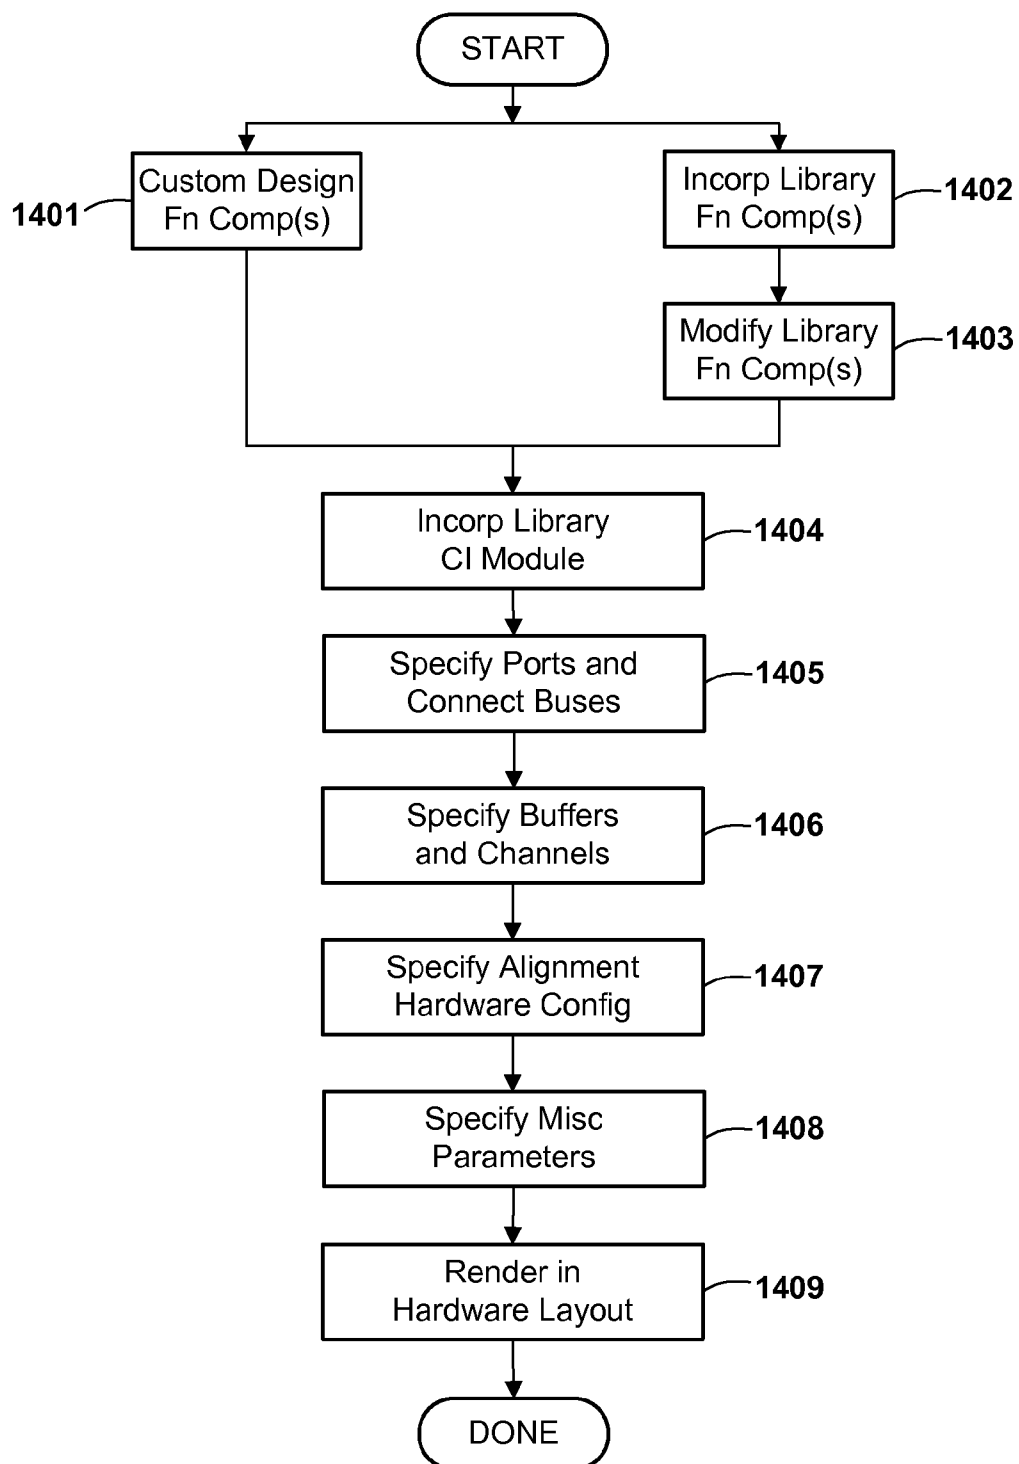 START
Custom Design
Fn Comp(s)
1401
Incorp Library
Fn Comp(s)
1402
Modify Library
Fn Comp(s)
1403
Incorp Library
CI Module
1404
Specify Ports and
Connect Buses
1405
Specify Buffers
and Channels
1406
Specify Alignment
Hardware Config
1407
Specify Misc
Parameters
1408
Render in
Hardware Layout
1409
DONE